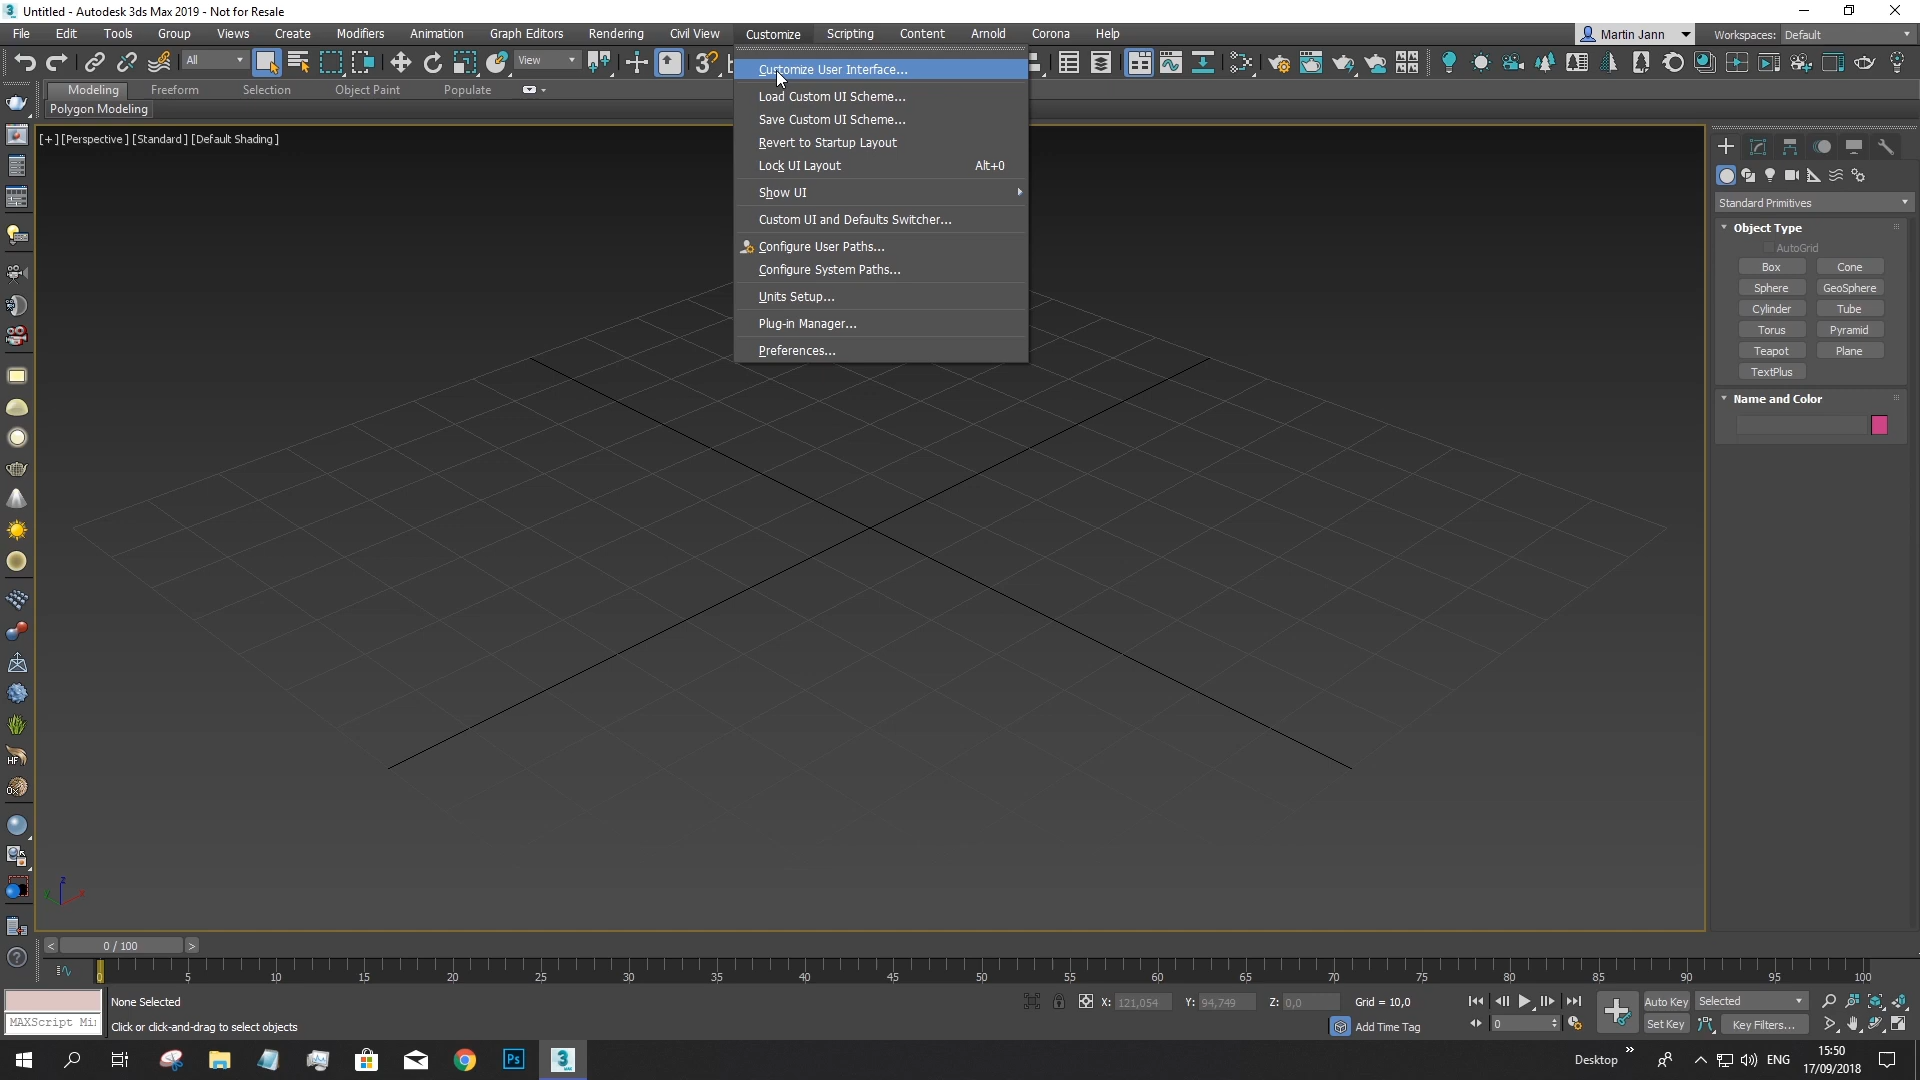 Untitled - Autodesk 3ds Max 2019 - Not for Resale
File Edit Tools Group Views Create Modifiers Animation Graph Editors Rendering Civil View Customize Scripting Content Arnold Corona Help Martin Jann Workspaces: Default
All View
Modeling Freeform Selection Object Paint Populate
Polygon Modeling
[+] [Perspective] [Standard] [Default Shading]
Customize User Interface...
Load Custom UI Scheme...
Save Custom UI Scheme...
Revert to Startup Layout
Lock UI Layout Alt+0
Show UI
Custom UI and Defaults Switcher...
Configure User Paths...
Configure System Paths...
Units Setup...
Plug-in Manager...
Preferences...
Standard Primitives
Object Type
AutoGrid
Box Cone
Sphere GeoSphere
Cylinder Tube
Torus Pyramid
Teapot Plane
TextPlus
Name and Color
HF
z
x
y
< 0 / 100 >
0 5 10 15 20 25 30 35 40 45 50 55 60 65 70 75 80 85 90 95 100
None Selected X: 121,054 Y: 94,749 Z: 0,0 Grid = 10,0 Auto Key Selected
MAXScript Mi Click or click-and-drag to select objects Add Time Tag 0 Set Key Key Filters...
Ps 3 Desktop » ENG 15:50
17/09/2018